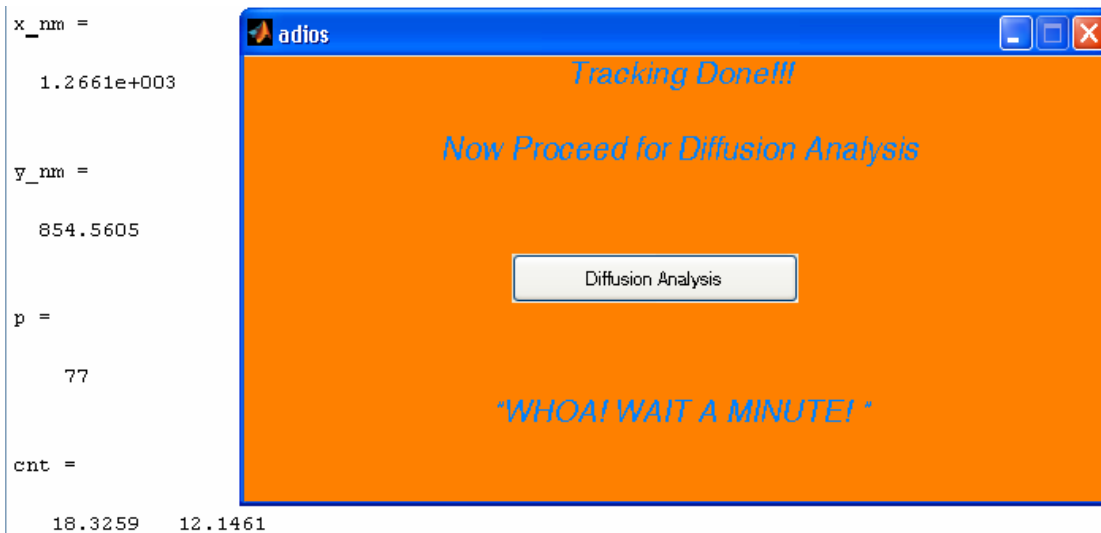 x_nm =
1.2661e+003
y_nm =
854.5605
p =
77
cnt =
18.3259 12.1461
adios
Tracking Done!!!
Now Proceed for Diffusion Analysis
Diffusion Analysis
"WHOA! WAIT A MINUTE! "